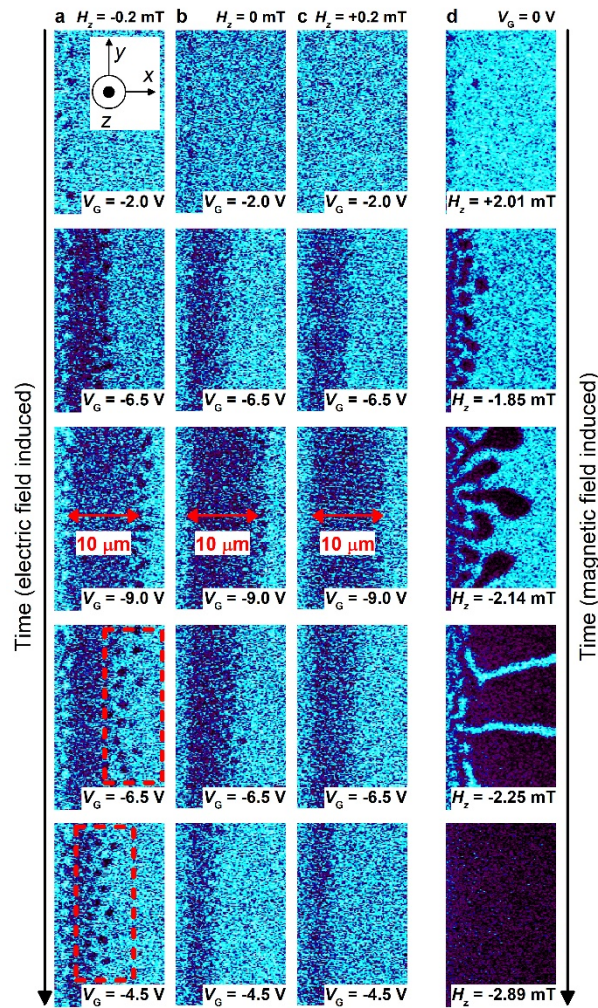 a H_z = -0.2 mT b H_z = 0 mT c H_z = +0.2 mT d V_G = 0 V
y
x
z
V_G = -2.0 V V_G = -2.0 V V_G = -2.0 V H_z = +2.01 mT
V_G = -6.5 V V_G = -6.5 V V_G = -6.5 V H_z = -1.85 mT
10 μm 10 μm 10 μm
V_G = -9.0 V V_G = -9.0 V V_G = -9.0 V H_z = -2.14 mT
V_G = -6.5 V V_G = -6.5 V V_G = -6.5 V H_z = -2.25 mT
V_G = -4.5 V V_G = -4.5 V V_G = -4.5 V H_z = -2.89 mT
Time (electric field induced)
Time (magnetic field induced)